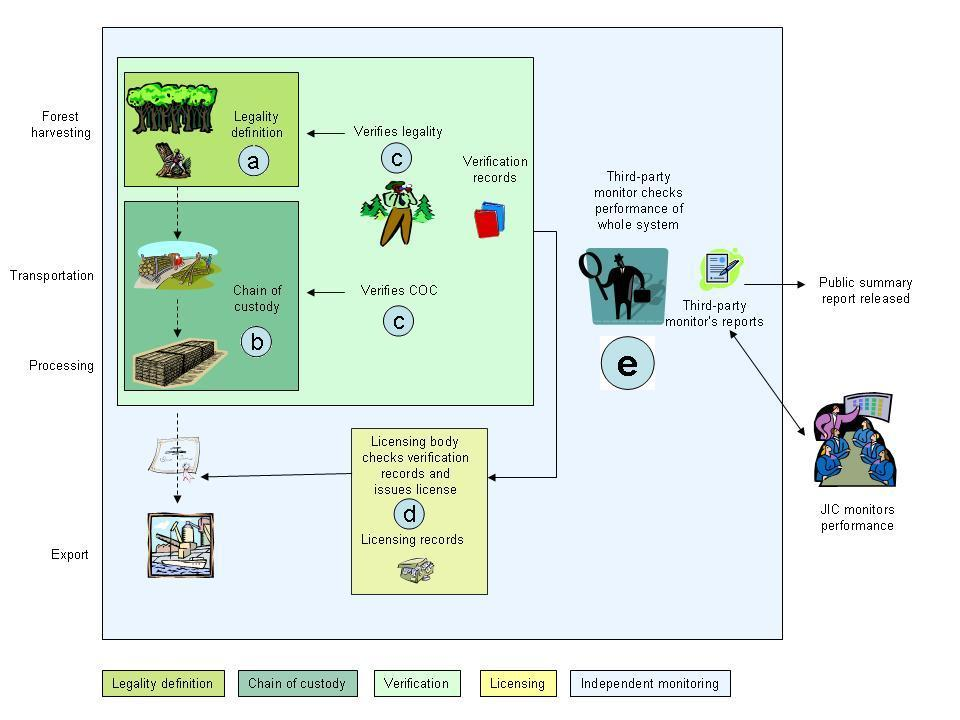 Forest
harvesting
Legality
definition
a
Verifies legality
c
Verification
records
Third-party
monitor checks
performance of
whole system
Transportation
Chain of
custody
b
Verifies COC
c
Third-party
monitor's reports
Public summary
report released
e
Processing
Licensing body
checks verification
records and
issues license
d
Licensing records
JIC monitors
performance
Export
Legality definition
Chain of custody
Verification
Licensing
Independent monitoring